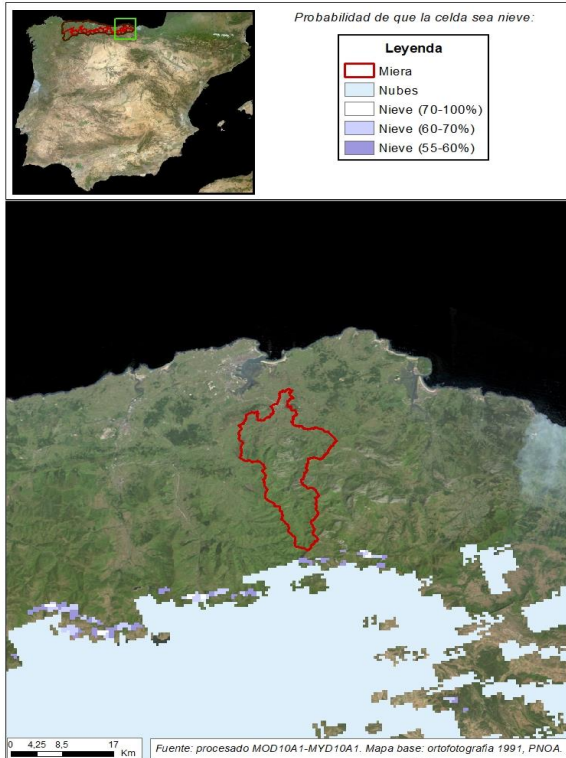 Probabilidad de que la celda sea nieve:
Leyenda
Miera
Nubes
Nieve (70-100%)
Nieve (60-70%)
Nieve (55-60%)
0 4,25 8,5 17
Km
Fuente: procesado MOD10A1-MYD10A1. Mapa base: ortofotografia 1991, PNOA.